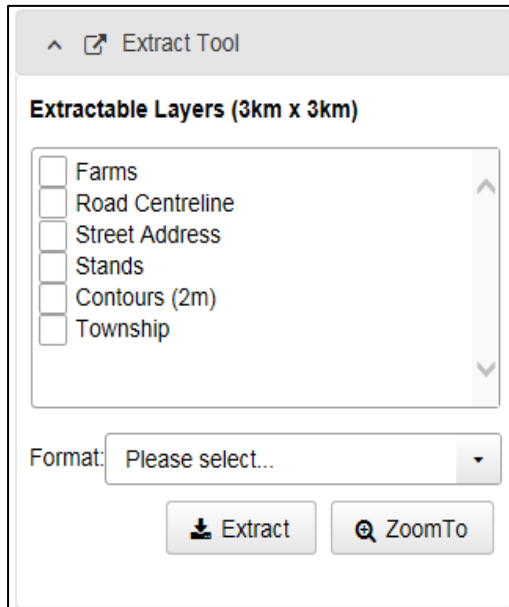 Extract Tool
Extractable Layers (3km x 3km)
Farms
Road Centreline
Street Address
Stands
Contours (2m)
Township
Format: Please select...
Extract ZoomTo